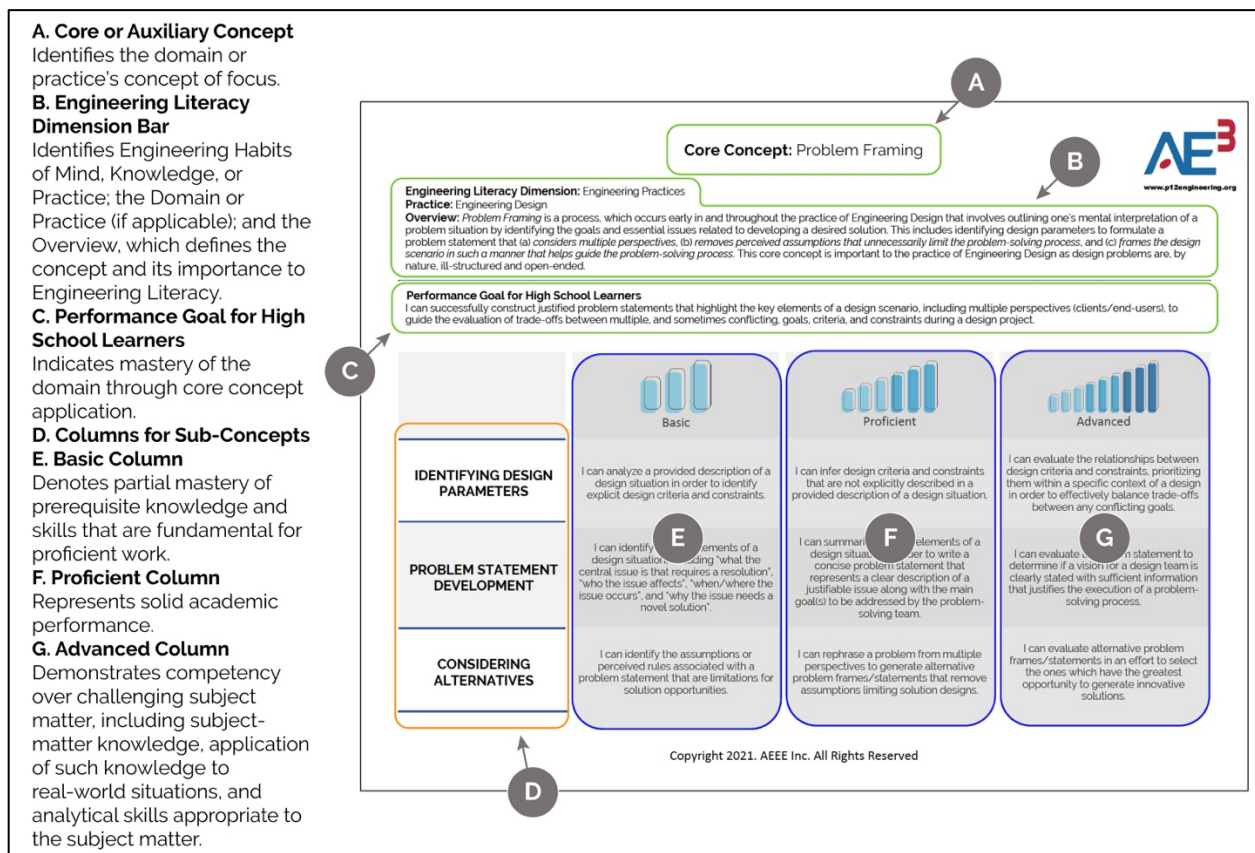 A. Core or Auxiliary Concept
Identifies the domain or
practice's concept of focus.
B. Engineering Literacy
Dimension Bar
Identifies Engineering Habits
of Mind, Knowledge, or
Practice; the Domain or
Practice (if applicable); and the
Overview, which defines the
concept and its importance to
Engineering Literacy.
C. Performance Goal for High
School Learners
Indicates mastery of the
domain through core concept
application.
D. Columns for Sub-Concepts
E. Basic Column
Denotes partial mastery of
prerequisite knowledge and
skills that are fundamental for
proficient work.
F. Proficient Column
Represents solid academic
performance.
G. Advanced Column
Demonstrates competency
over challenging subject
matter, including subject-
matter knowledge, application
of such knowledge to
real-world situations, and
analytical skills appropriate to
the subject matter.
A
Core Concept: Problem Framing
B
AE3
www.p12engineering.org
Engineering Literacy Dimension: Engineering Practices
Practice: Engineering Design
Overview: Problem Framing is a process, which occurs early in and throughout the practice of Engineering Design that involves outlining one's mental interpretation of a
problem situation by identifying the goals and essential issues related to developing a desired solution. This includes identifying design parameters to formulate a
problem statement that (a) considers multiple perspectives, (b) removes perceived assumptions that unnecessarily limit the problem-solving process, and (c) frames the design
scenario in such a manner that helps guide the problem-solving process. This core concept is important to the practice of Engineering Design as design problems are, by
nature, ill-structured and open-ended.
Performance Goal for High School Learners
I can successfully construct justified problem statements that highlight the key elements of a design scenario, including multiple perspectives (clients/end-users), to
guide the evaluation of trade-offs between multiple, and sometimes conflicting, goals, criteria, and constraints during a design project.
C
Basic
Proficient
Advanced
IDENTIFYING DESIGN
PARAMETERS
I can analyze a provided description of a
design situation in order to identify
explicit design criteria and constraints.
I can infer design criteria and constraints
that are not explicitly described in a
provided description of a design situation.
I can evaluate the relationships between
design criteria and constraints, prioritizing
them within a specific context of a design
in order to effectively balance trade-offs
between any conflicting goals.
E
F
G
PROBLEM STATEMENT
DEVELOPMENT
I can identify elements of a
design situation "what the
central issue is that requires a resolution",
"who the issue affects", "when/where the
issue occurs", and "why the issue needs a
novel solution".
I can elements of a
design to write a
concise problem statement that
represents a clear description of a
justifiable issue along with the main
goal(s) to be addressed by the problem-
solving team.
I can evaluate statement to
determine if a vision for a design team is
clearly stated with sufficient information
that justifies the execution of a problem-
solving process.
CONSIDERING
ALTERNATIVES
I can identify the assumptions or
perceived rules associated with a
problem statement that are limitations for
solution opportunities.
I can rephrase a problem from multiple
perspectives to generate alternative
problem frames/statements that remove
assumptions limiting solution designs.
I can evaluate alternative problem
frames/statements in an effort to select
the ones which have the greatest
opportunity to generate innovative
solutions.
D
Copyright 2021. AEEE Inc. All Rights Reserved